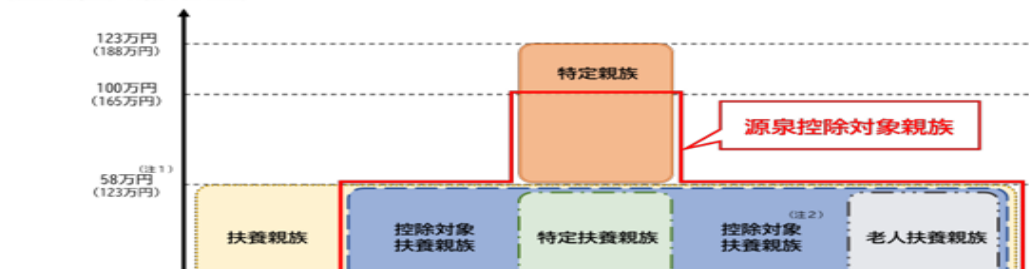 123万円
(188万円)
特定親族
100万円
(165万円)
源泉控除対象親族
(注1)
58万円
(123万円)
扶養親族
控除対象
扶養親族
特定扶養親族
(注2)
控除対象
扶養親族
老人扶養親族